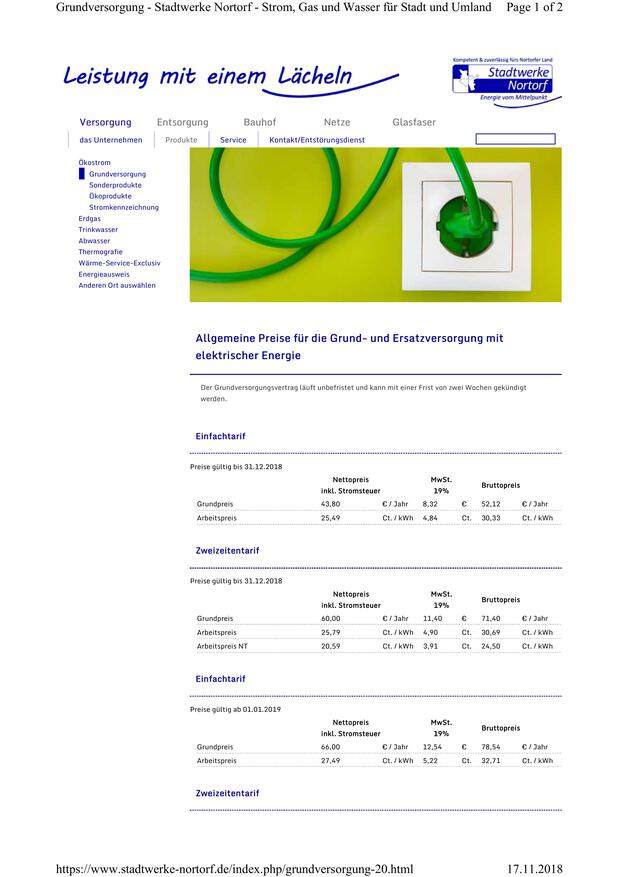 Grundversorgung - Stadtwerke Nortorf - Strom, Gas und Wasser für Stadt und Umland Page 1 of 2
Leistung mit einem Lächeln
Kompetent & zuverlässig fürs Nortorfer Land
Stadtwerke
Nortorf
Energie vom Mittelpunkt
Versorgung Entsorgung Bauhof Netze Glasfaser
das Unternehmen Produkte Service Kontakt/Entstörungsdienst
Ökostrom
Grundversorgung
Sonderprodukte
Ökoprodukte
Stromkennzeichnung
Erdgas
Trinkwasser
Abwasser
Thermografie
Wärme-Service-Exclusiv
Energieausweis
Anderen Ort auswählen
Allgemeine Preise für die Grund- und Ersatzversorgung mit
elektrischer Energie
Der Grundversorgungsvertrag läuft unbefristet und kann mit einer Frist von zwei Wochen gekündigt
werden.
Einfachtarif
Preise gültig bis 31.12.2018
Nettopreis MwSt. Bruttopreis
inkl. Stromsteuer 19%
Grundpreis 43,80 € / Jahr 8,32 € 52,12 € / Jahr
Arbeitspreis 25,49 Ct. / kWh 4,84 Ct. 30,33 Ct. / kWh
Zweizeitentarif
Preise gültig bis 31.12.2018
Nettopreis MwSt. Bruttopreis
inkl. Stromsteuer 19%
Grundpreis 60,00 € / Jahr 11,40 € 71,40 € / Jahr
Arbeitspreis 25,79 Ct. / kWh 4,90 Ct. 30,69 Ct. / kWh
Arbeitspreis NT 20,59 Ct. / kWh 3,91 Ct. 24,50 Ct. / kWh
Einfachtarif
Preise gültig ab 01.01.2019
Nettopreis MwSt. Bruttopreis
inkl. Stromsteuer 19%
Grundpreis 66,00 € / Jahr 12,54 € 78,54 € / Jahr
Arbeitspreis 27,49 Ct. / kWh 5,22 Ct. 32,71 Ct. / kWh
Zweizeitentarif
https://www.stadtwerke-nortorf.de/index.php/grundversorgung-20.html 17.11.2018